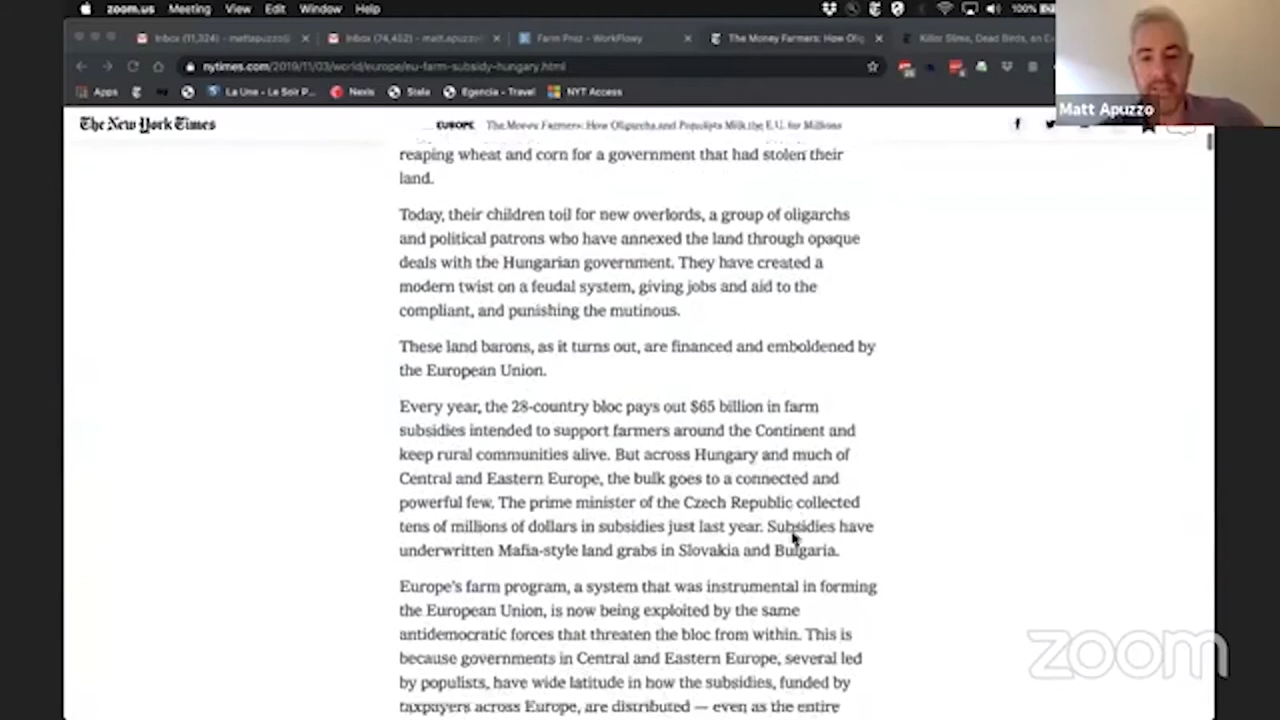 zoom.us Meeting View Edit Window Help 100%
Inbox (11,324) - mattapuzzo@
Inbox (74,452) - matt.apuzzo
Farm Proz - WorkFlowy
The Money Farmers: How Olig
Killer Slime, Dead Birds, an Ex
nytimes.com/2019/11/03/world/europe/eu-farm-subsidy-hungary.html
Apps
La Une - Le Soir P...
Nexis
Slate
Egencia - Travel
NYT Access
Matt Apuzzo
The New York Times
EUROPE The Money Farmers: How Oligarchs and Populists Milk the E.U. for Millions
reaping wheat and corn for a government that had stolen their
land.
Today, their children toil for new overlords, a group of oligarchs
and political patrons who have annexed the land through opaque
deals with the Hungarian government. They have created a
modern twist on a feudal system, giving jobs and aid to the
compliant, and punishing the mutinous.
These land barons, as it turns out, are financed and emboldened by
the European Union.
Every year, the 28-country bloc pays out $65 billion in farm
subsidies intended to support farmers around the Continent and
keep rural communities alive. But across Hungary and much of
Central and Eastern Europe, the bulk goes to a connected and
powerful few. The prime minister of the Czech Republic collected
tens of millions of dollars in subsidies just last year. Subsidies have
underwritten Mafia-style land grabs in Slovakia and Bulgaria.
Europe's farm program, a system that was instrumental in forming
the European Union, is now being exploited by the same
antidemocratic forces that threaten the bloc from within. This is
because governments in Central and Eastern Europe, several led
by populists, have wide latitude in how the subsidies, funded by
taxpayers across Europe, are distributed — even as the entire
zoom